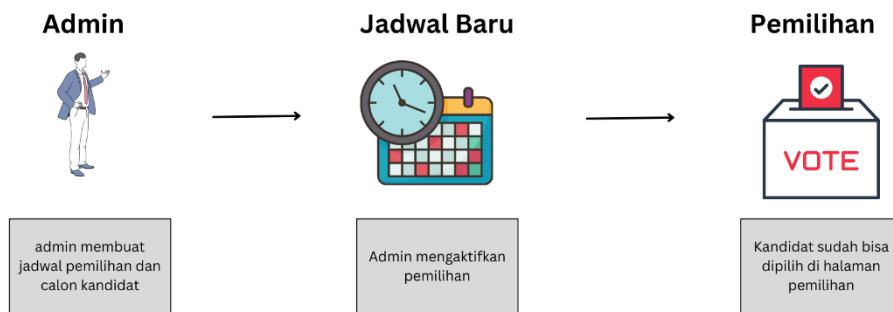 Admin
Jadwal Baru
Pemilihan
VOTE
admin membuat
jadwal pemilihan dan
calon kandidat
Admin mengaktifkan
pemilihan
Kandidat sudah bisa
dipilih di halaman
pemilihan